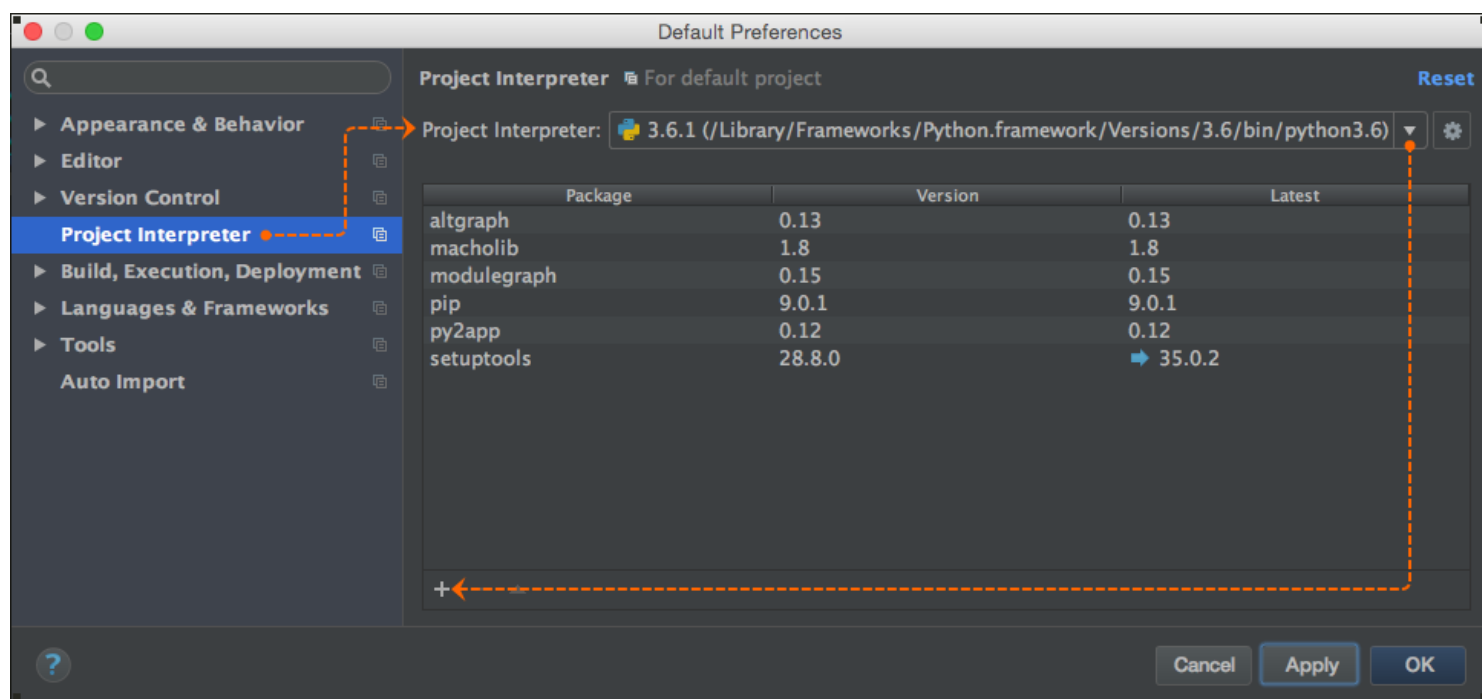 Default Preferences
Project Interpreter For default project Reset
Appearance & Behavior
Editor
Version Control
Project Interpreter
Build, Execution, Deployment
Languages & Frameworks
Tools
Auto Import
Project Interpreter: 3.6.1 (/Library/Frameworks/Python.framework/Versions/3.6/bin/python3.6)
Package Version Latest
altgraph 0.13 0.13
macholib 1.8 1.8
modulegraph 0.15 0.15
pip 9.0.1 9.0.1
py2app 0.12 0.12
setuptools 28.8.0 35.0.2
+
? Cancel Apply OK